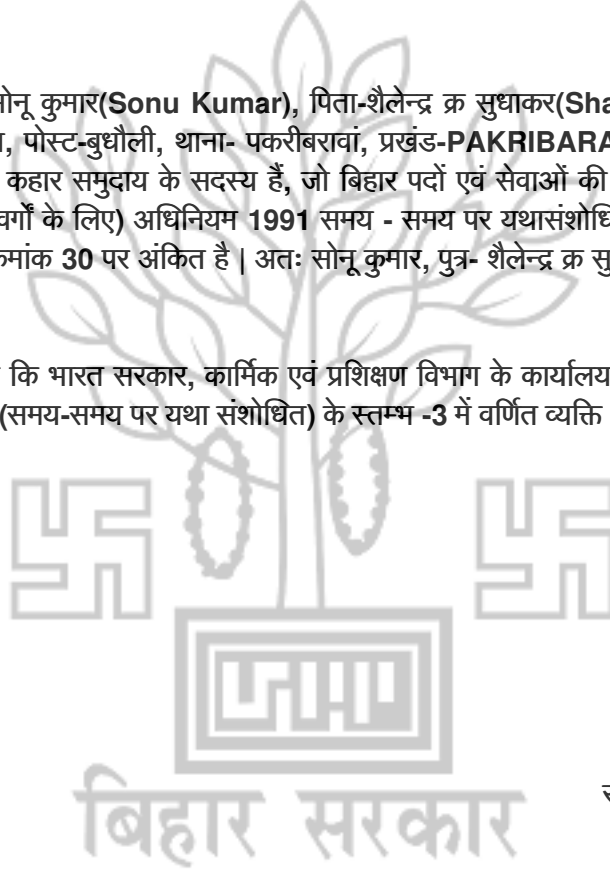 सोनू कुमार(Sonu Kumar), पिता-शैलेन्द्र क्र सुधाकर(Sha
पोस्ट-बुधौली, थाना- पकरीबरावां, प्रखंड-PAKRIBARA
कहार समुदाय के सदस्य हैं, जो बिहार पदों एवं सेवाओं की
वर्गों के लिए) अधिनियम 1991 समय - समय पर यथासंशोधि
क्रमांक 30 पर अंकित है | अतः सोनू कुमार, पुत्र- शैलेन्द्र क्र सु
कि भारत सरकार, कार्मिक एवं प्रशिक्षण विभाग के कार्यालय
(समय-समय पर यथा संशोधित) के स्तम्भ -3 में वर्णित व्यक्ति
बिहार सरकार